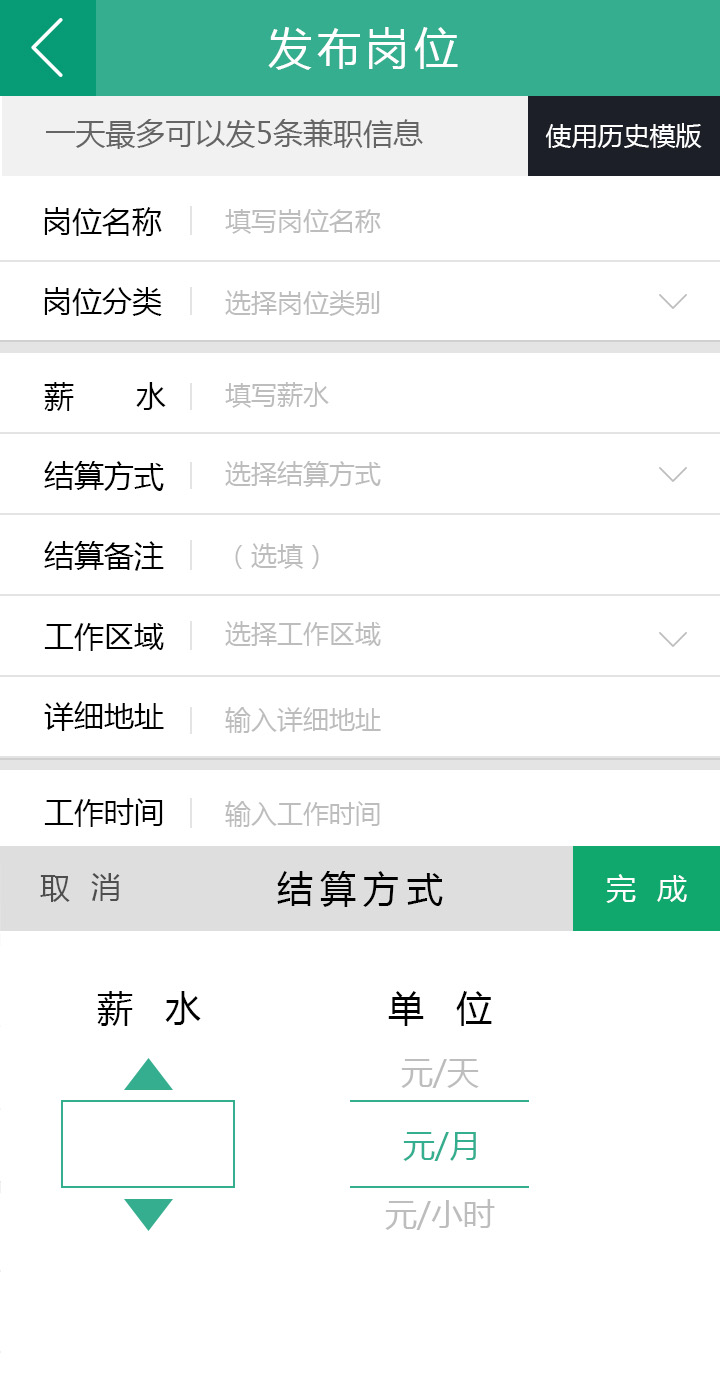 发布岗位
一天最多可以发5条兼职信息 使用历史模版
岗位名称 填写岗位名称
岗位分类 选择岗位类别
薪 水 填写薪水
结算方式 选择结算方式
结算备注 （选填）
工作区域 选择工作区域
详细地址 输入详细地址
工作时间 输入工作时间
取 消 结算方式 完 成
薪 水 单 位
元/天
元/月
元/小时